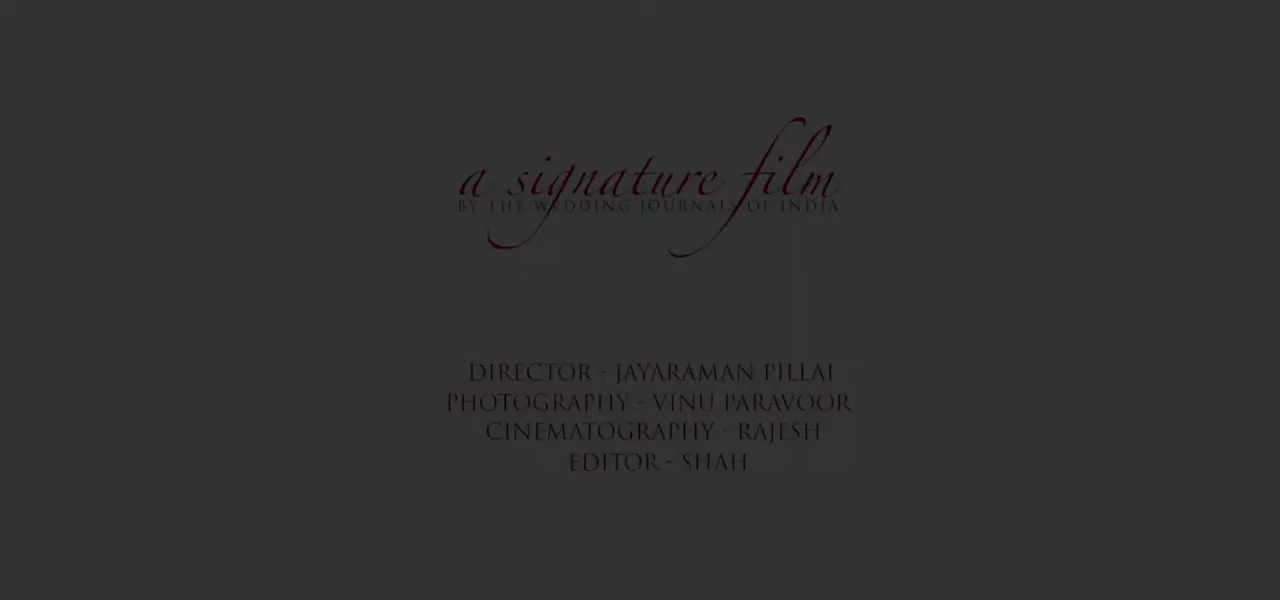 a signature film
BY THE WEDDING JOURNALS OF INDIA
DIRECTOR - JAYARAMAN PILLAI
PHOTOGRAPHY - VINU PARAVOOR
CINEMATOGRAPHY - RAJESH
EDITOR - SHAH